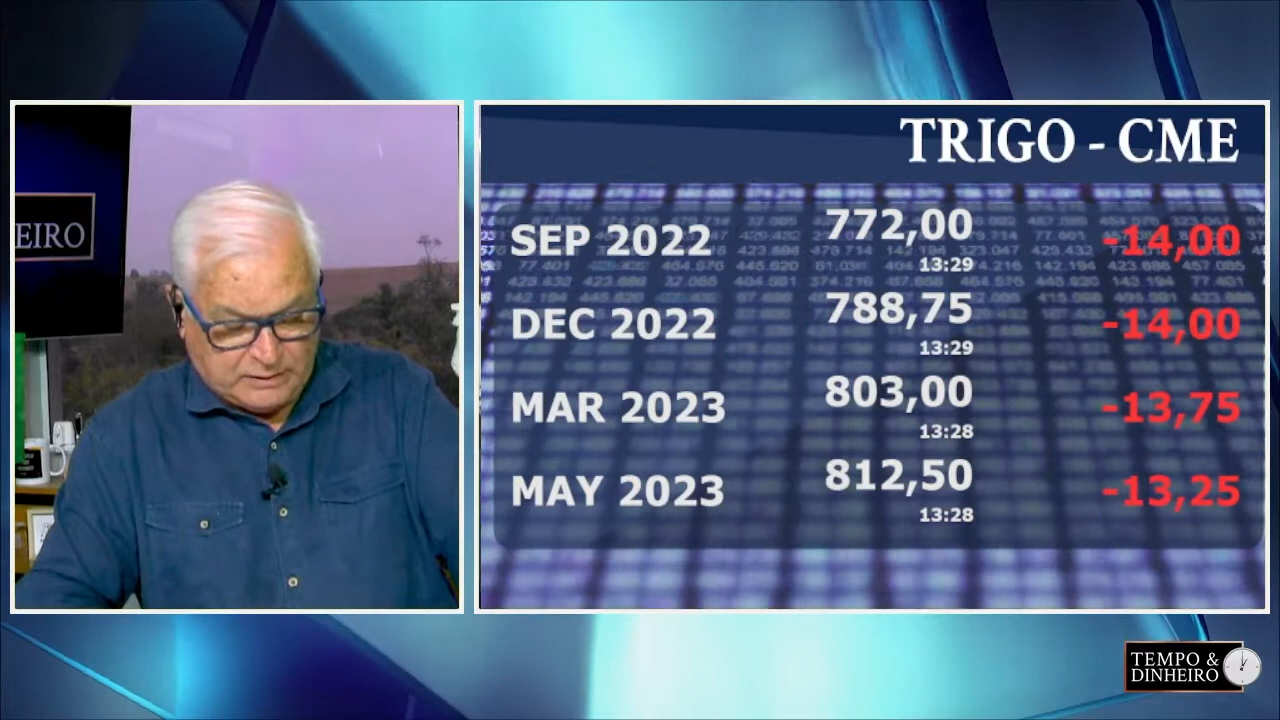 EIRO
TRIGO - CME
SEP 2022 772,00 -14,00
13:29
DEC 2022 788,75 -14,00
13:29
MAR 2023 803,00 -13,75
13:28
MAY 2023 812,50 -13,25
13:28
TEMPO &
DINHEIRO